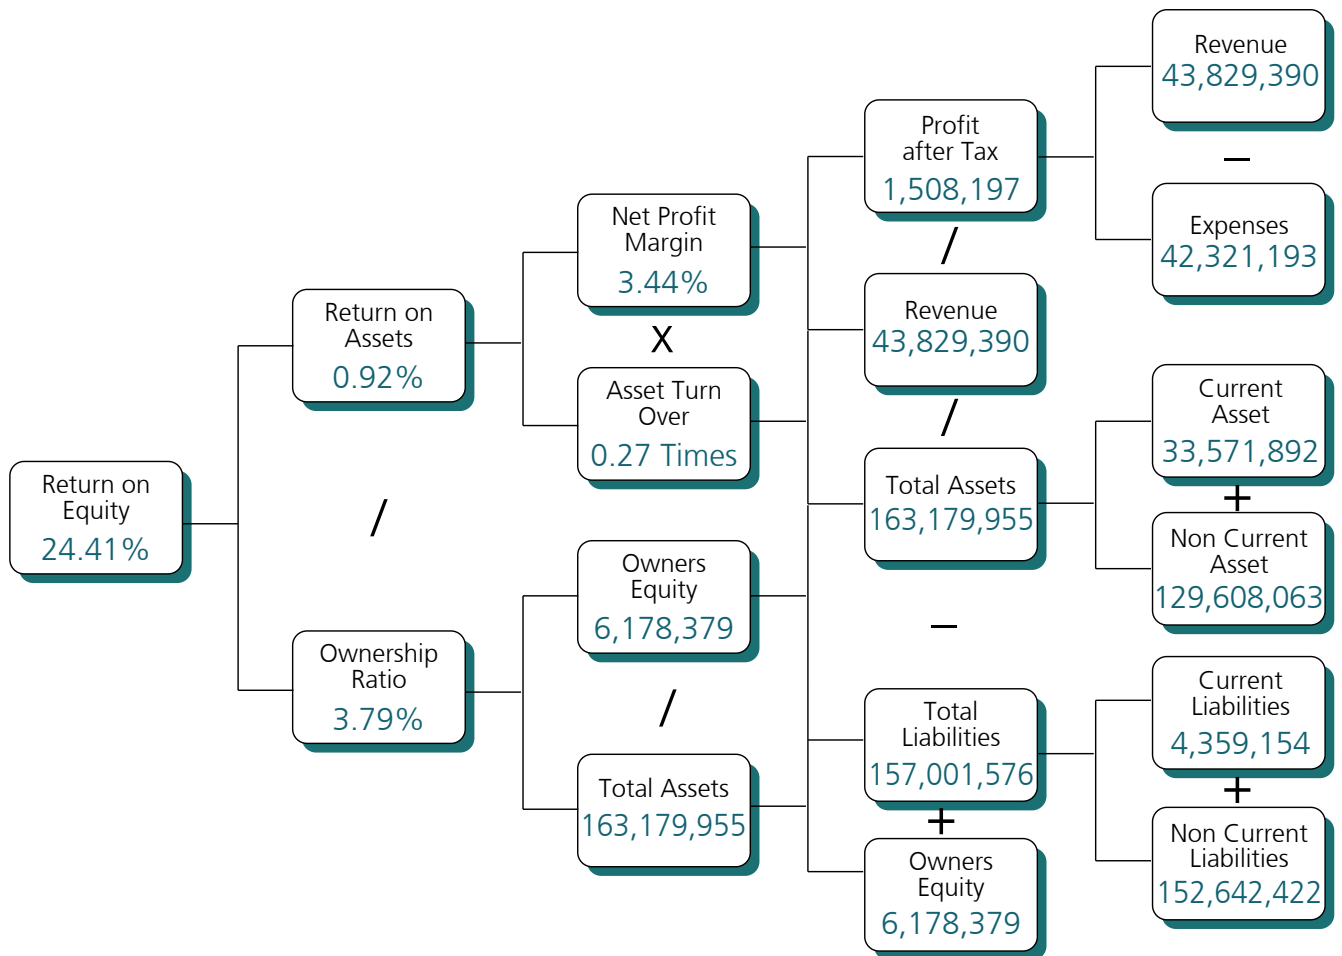 Return on
Equity
24.41%
Return on
Assets
0.92%
/
Ownership
Ratio
3.79%
Net Profit
Margin
3.44%
X
Asset Turn
Over
0.27 Times
Owners
Equity
6,178,379
/
Total Assets
163,179,955
Profit
after Tax
1,508,197
/
Revenue
43,829,390
/
Total Assets
163,179,955
–
Total
Liabilities
157,001,576
+
Owners
Equity
6,178,379
Revenue
43,829,390
–
Expenses
42,321,193
Current
Asset
33,571,892
+
Non Current
Asset
129,608,063
Current
Liabilities
4,359,154
+
Non Current
Liabilities
152,642,422